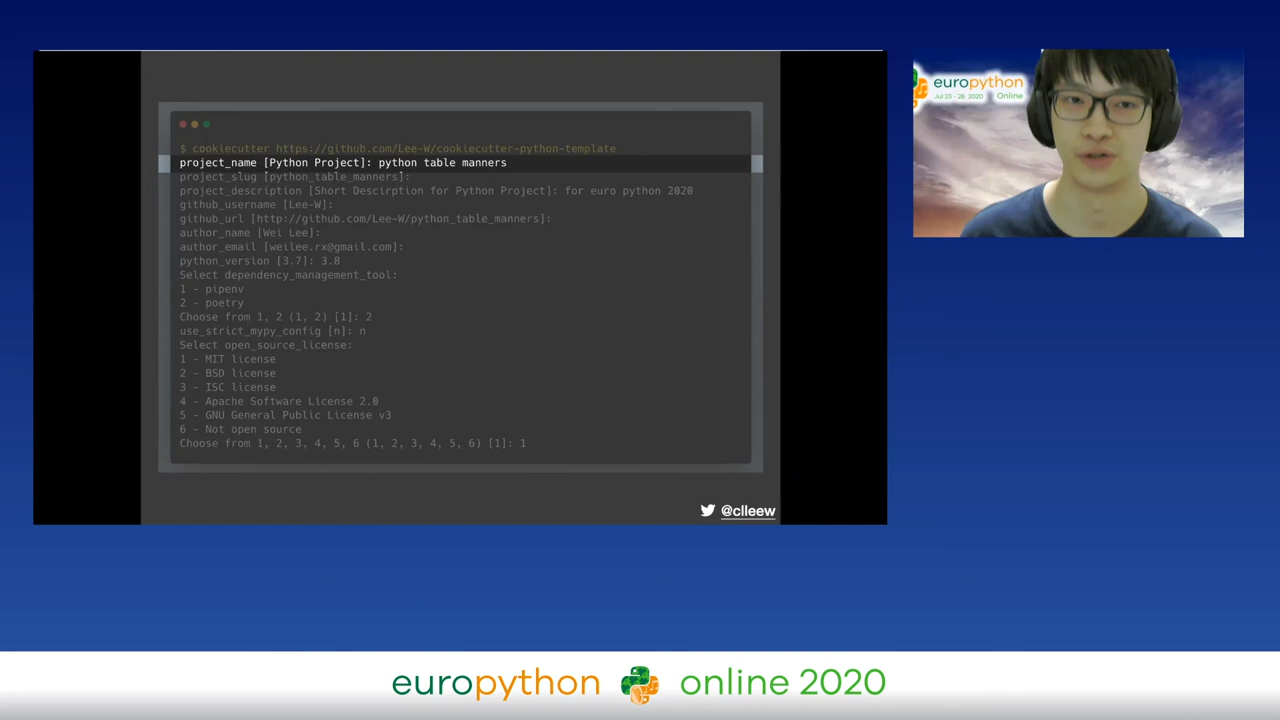 $ cookiecutter https://github.com/Lee-W/cookiecutter-python-template
project_name [Python Project]: python table manners
project_slug [python_table_manners]:
project_description [Short Descirption for Python Project]: for euro python 2020
github_username [Lee-W]:
github_url [http://github.com/Lee-W/python_table_manners]:
author_name [Wei Lee]:
author_email [weilee.rx@gmail.com]:
python_version [3.7]: 3.8
Select dependency_management_tool:
1 - pipenv
2 - poetry
Choose from 1, 2 (1, 2) [1]: 2
use_strict_mypy_config [n]: n
Select open_source_license:
1 - MIT license
2 - BSD license
3 - ISC license
4 - Apache Software License 2.0
5 - GNU General Public License v3
6 - Not open source
Choose from 1, 2, 3, 4, 5, 6 (1, 2, 3, 4, 5, 6) [1]: 1
@clleew
europython
Jul 23 - 26 2020 Online
europython online 2020